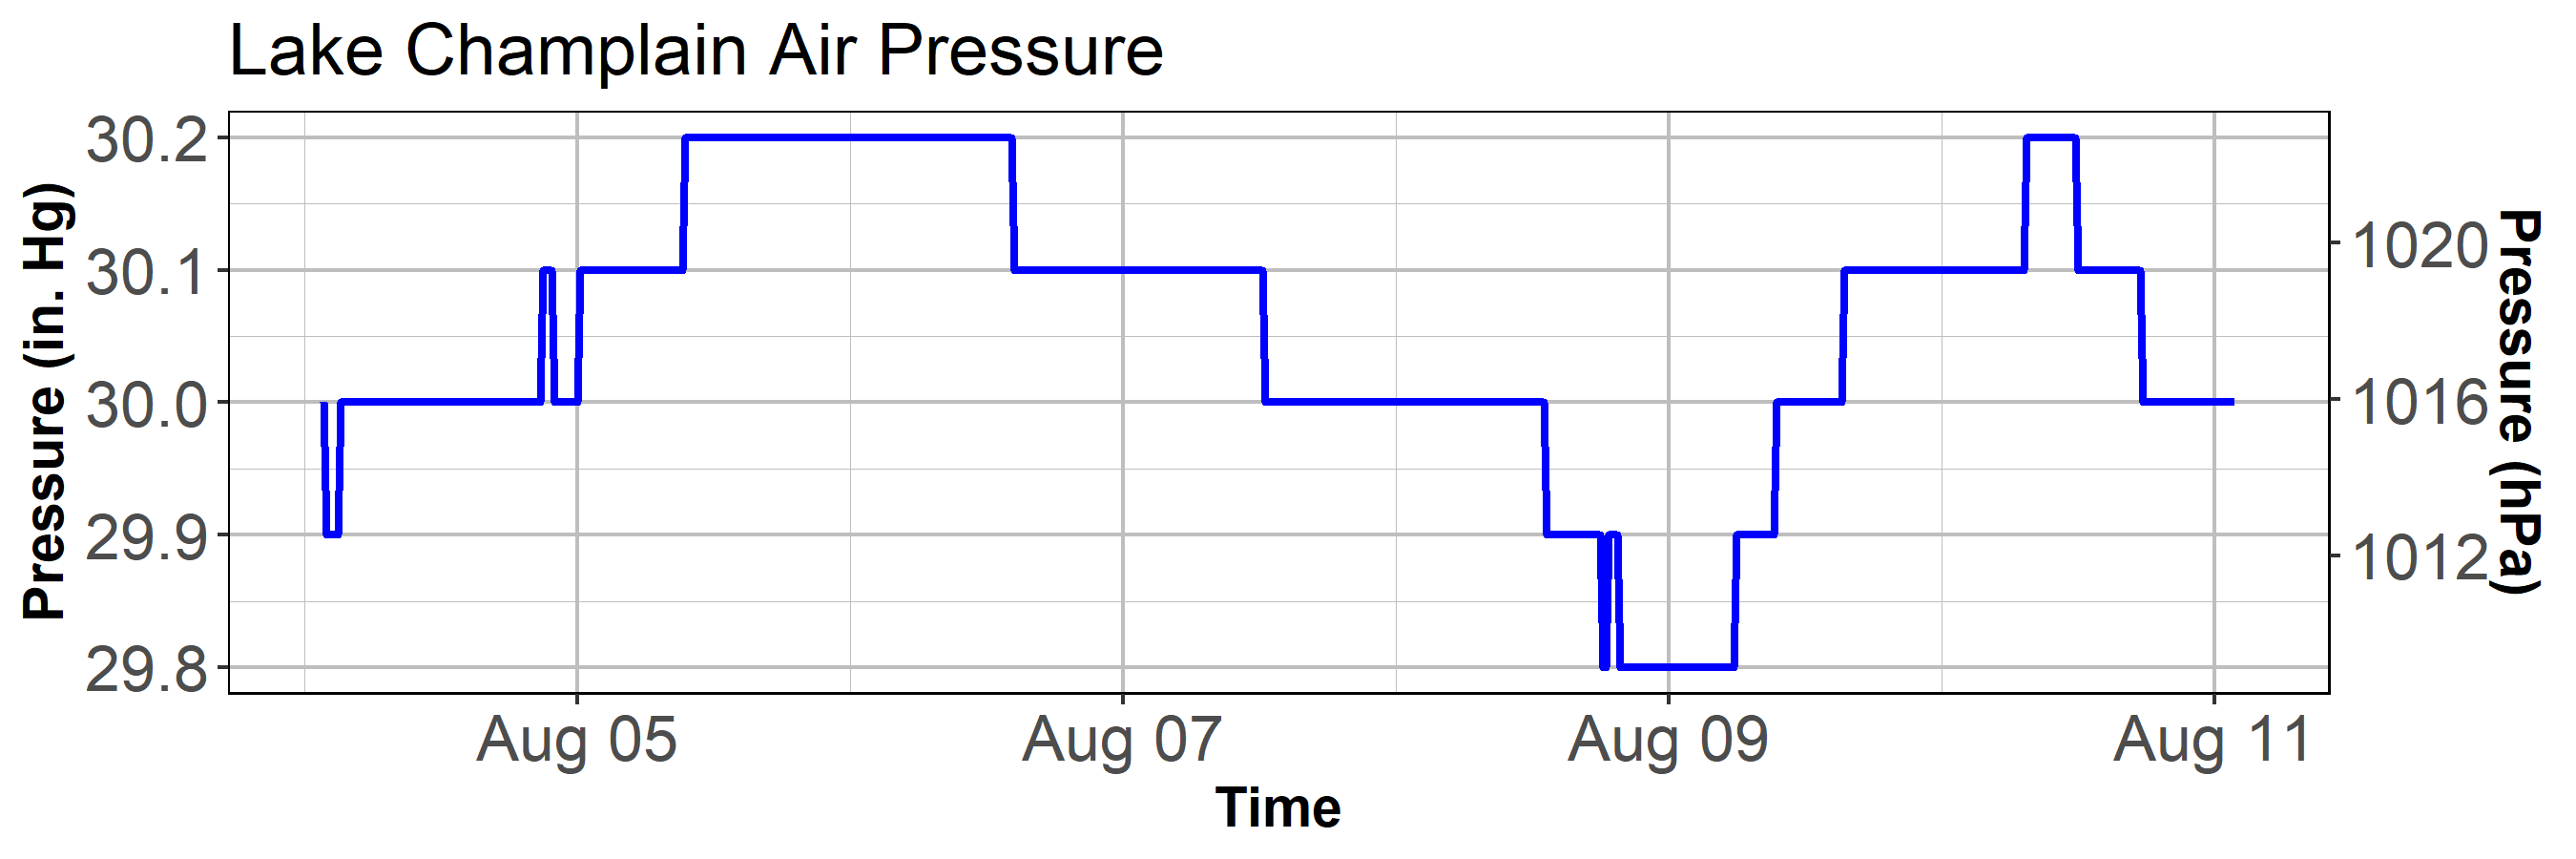 Lake Champlain Air Pressure
Pressure (in. Hg)
30.2
30.1
30.0
29.9
29.8
1020
1016
1012
Pressure (hPa)
Aug 05 Aug 07 Aug 09 Aug 11
Time